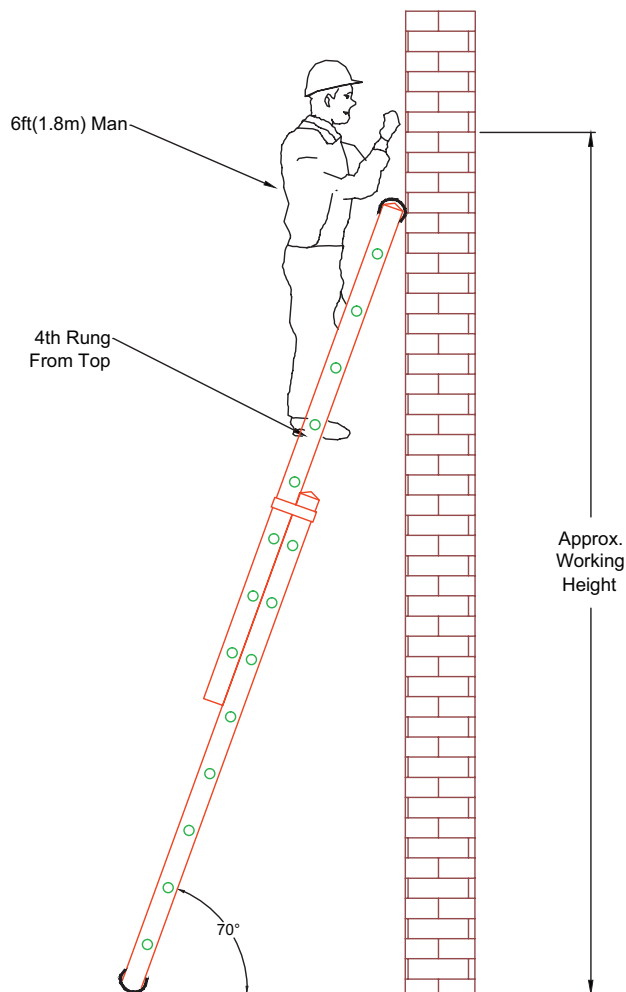 6ft(1.8m) Man
4th Rung
From Top
Approx.
Working
Height
70°